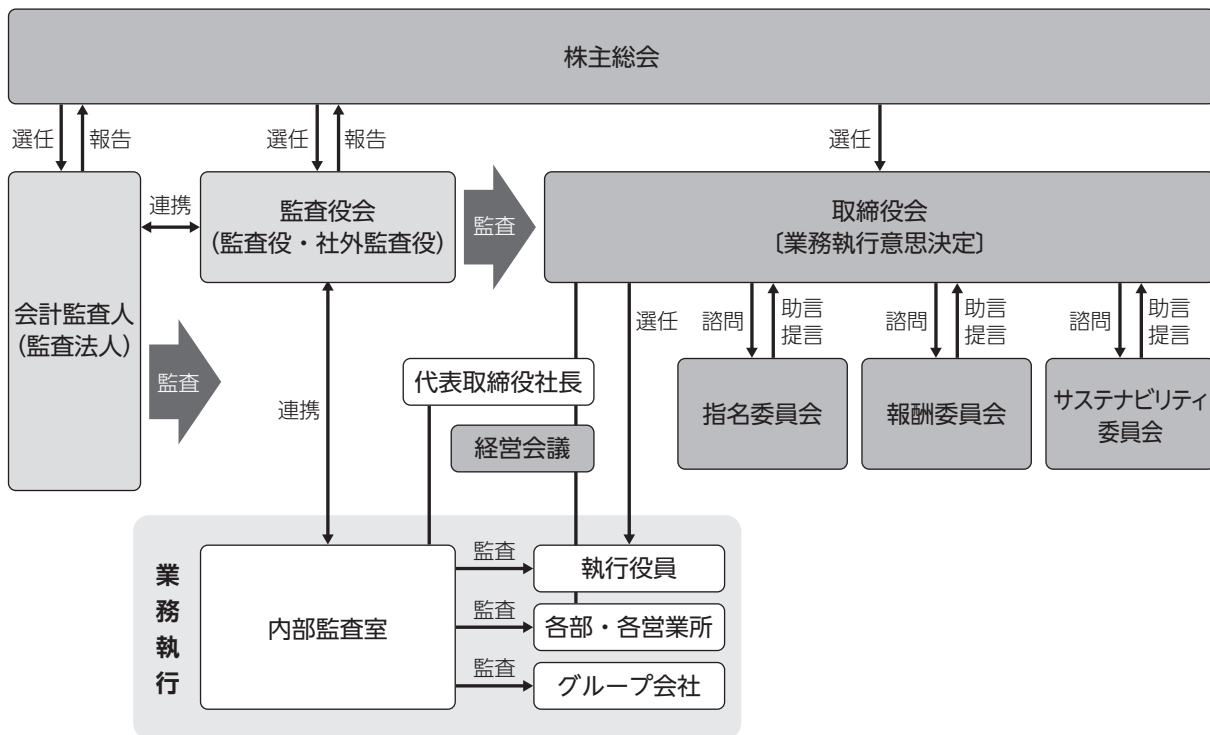 株主総会
選任
報告
選任
報告
選任
会計監査人
(監査法人)
連携
監査役会
(監査役・社外監査役)
監査
取締役会
〔業務執行意思決定〕
監査
連携
選任
諮問
助言
提言
諮問
助言
提言
諮問
助言
提言
代表取締役社長
経営会議
指名委員会
報酬委員会
サステナビリティ
委員会
業務執行
内部監査室
監査
執行役員
監査
各部・各営業所
監査
グループ会社